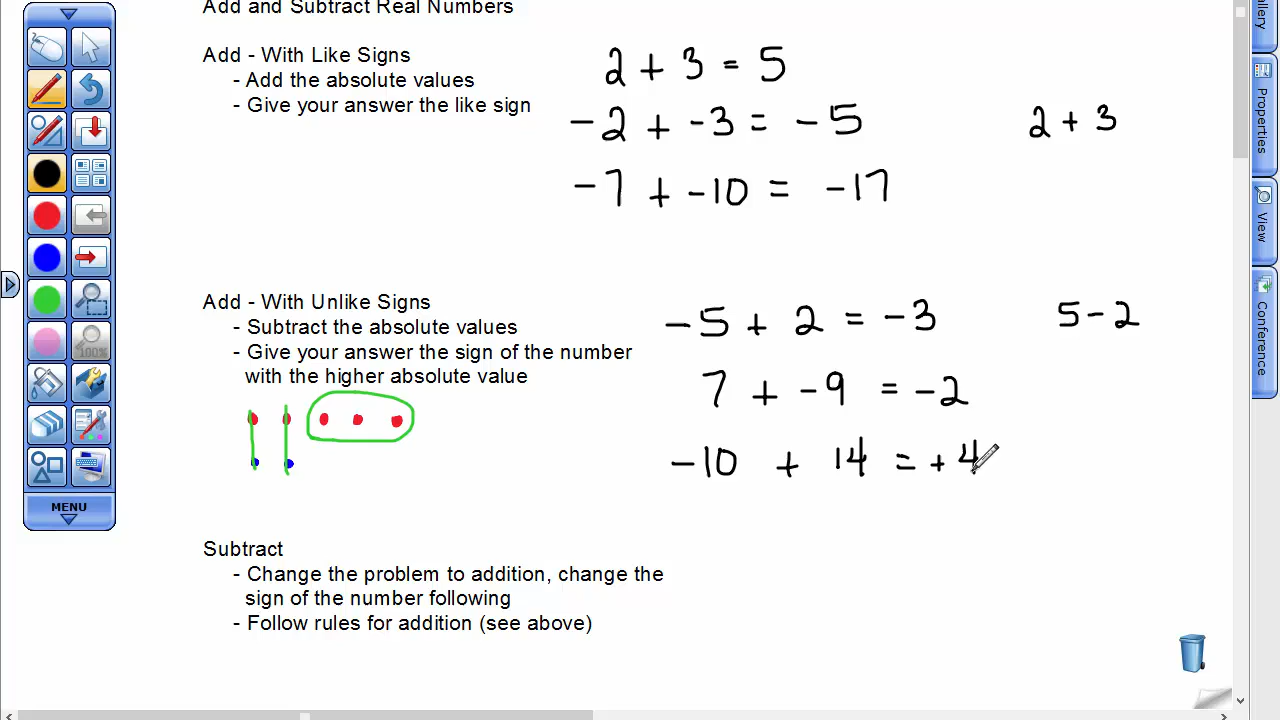 Add and Subtract Real Numbers
Add - With Like Signs
- Add the absolute values
- Give your answer the like sign
2 + 3 = 5
-2 + -3 = -5
2 + 3
-7 + -10 = -17
Add - With Unlike Signs
- Subtract the absolute values
- Give your answer the sign of the number
with the higher absolute value
-5 + 2 = -3
5 - 2
7 + -9 = -2
-10 + 14 = +4
Subtract
- Change the problem to addition, change the
sign of the number following
- Follow rules for addition (see above)
MENU
100%
Gallery
Properties
View
Conference